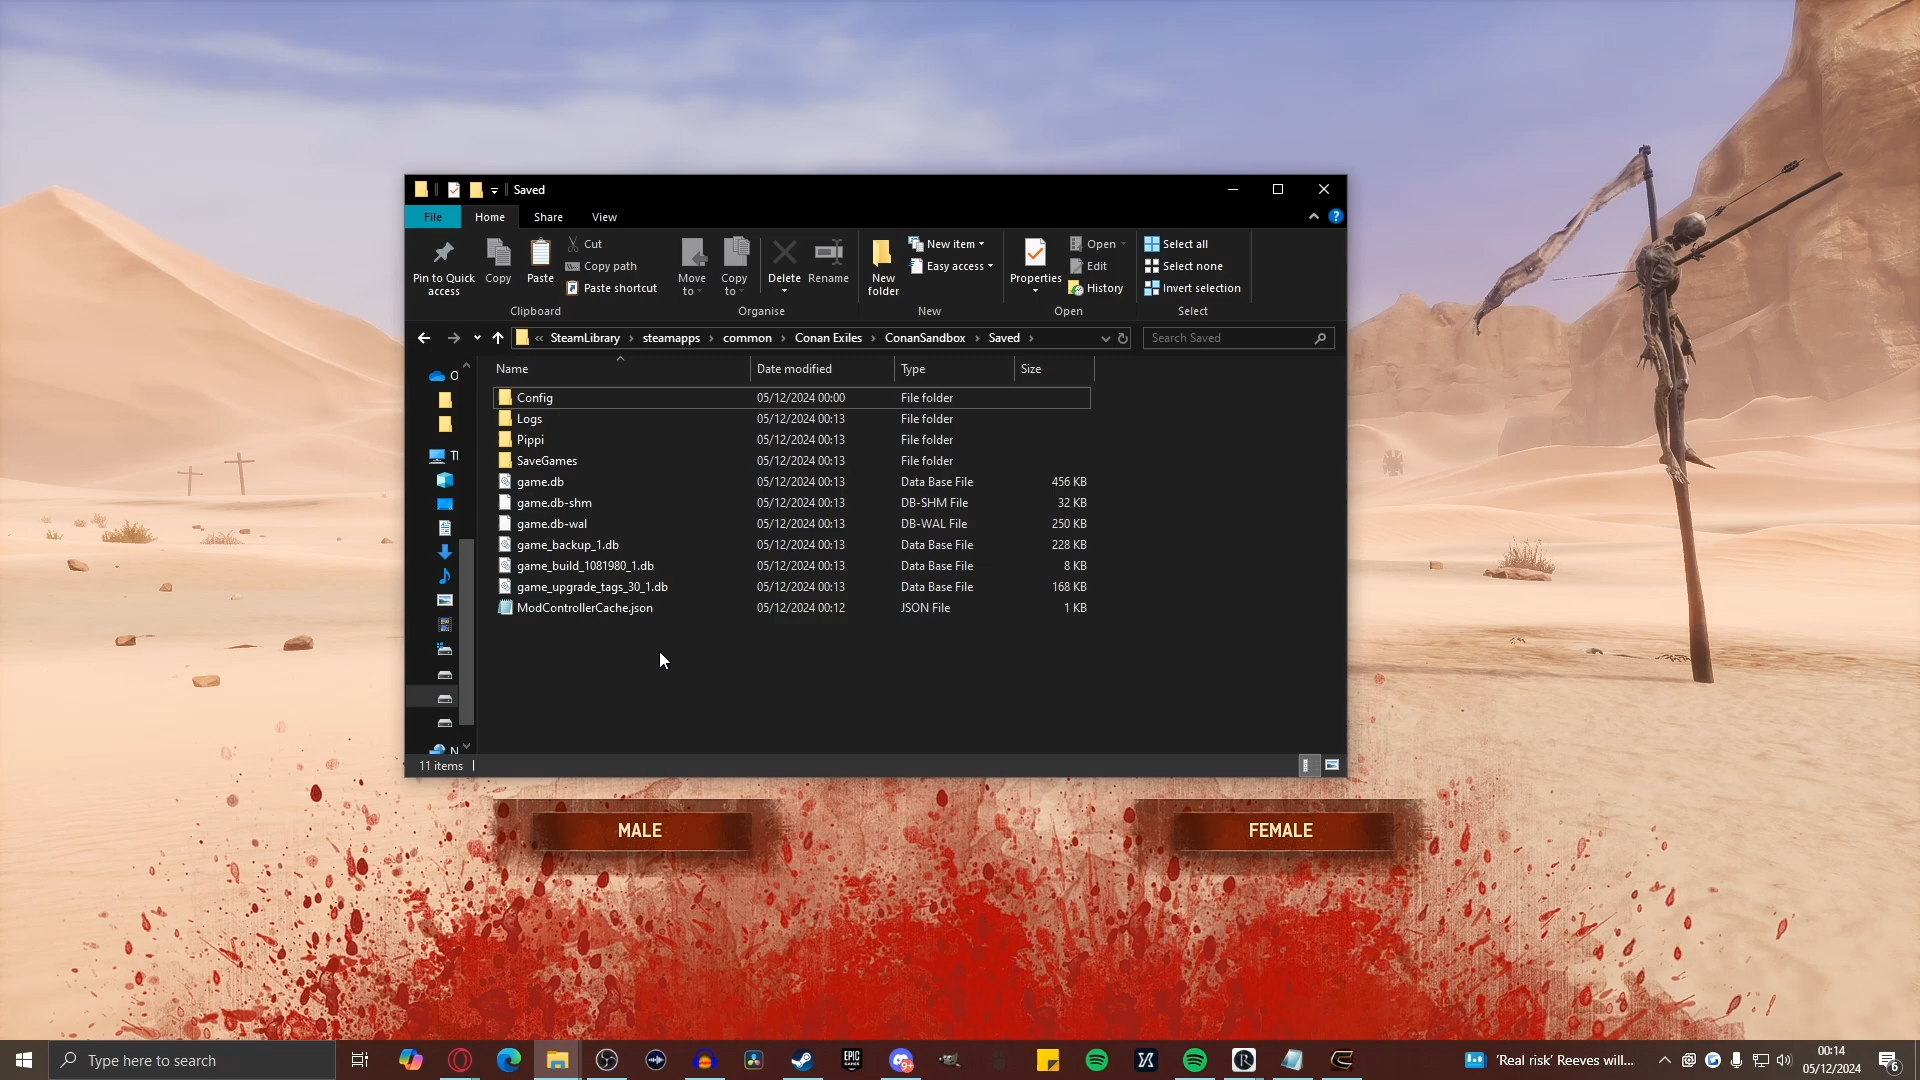 Saved
File Home Share View
Pin to Quick access
Copy
Paste
Cut
Copy path
Paste shortcut
Clipboard
Move to
Copy to
Delete
Rename
Organise
New folder
New item
Easy access
New
Properties
Open
Edit
History
Open
Select all
Select none
Invert selection
Select
« SteamLibrary › steamapps › common › Conan Exiles › ConanSandbox › Saved ›
Search Saved
Name Date modified Type Size
Config 05/12/2024 00:00 File folder
Logs 05/12/2024 00:13 File folder
Pippi 05/12/2024 00:13 File folder
SaveGames 05/12/2024 00:13 File folder
game.db 05/12/2024 00:13 Data Base File 456 KB
game.db-shm 05/12/2024 00:13 DB-SHM File 32 KB
game.db-wal 05/12/2024 00:13 DB-WAL File 250 KB
game_backup_1.db 05/12/2024 00:13 Data Base File 228 KB
game_build_1081980_1.db 05/12/2024 00:13 Data Base File 8 KB
game_upgrade_tags_30_1.db 05/12/2024 00:13 Data Base File 168 KB
ModControllerCache.json 05/12/2024 00:12 JSON File 1 KB
11 items
MALE
FEMALE
Type here to search
EPIC GAMES
9+
'Real risk' Reeves will...
00:14
05/12/2024
6